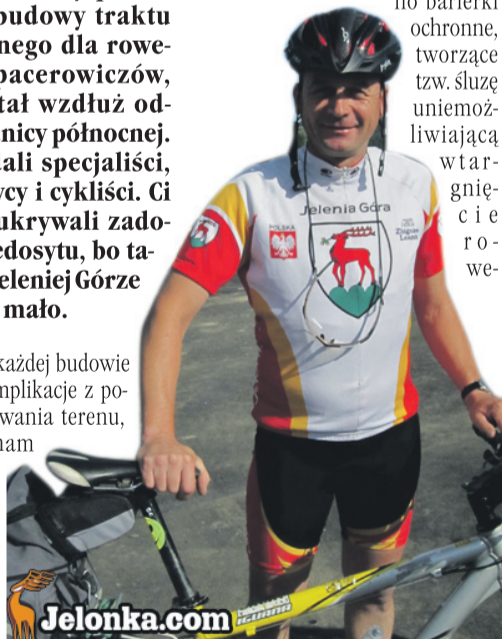 budowy traktu
nego dla rowe-
pacerowiczów,
tał wzdłuż od-
nicy północnej.
ali specjaliści,
ycy i cykliści. Ci
ukrywali zado-
edosytu, bo ta-
eleniej Górze
mało.
każdej budowie
mplikacje z po-
wania terenu,
nam
no barierki
ochronne,
tworzące
tzw. śluzę
uniemoż-
liwiającą
wtar-
gnię-
cie
ro-
we-
Jelenia Góra
POLSKA
IGUANA
Jelonka.com